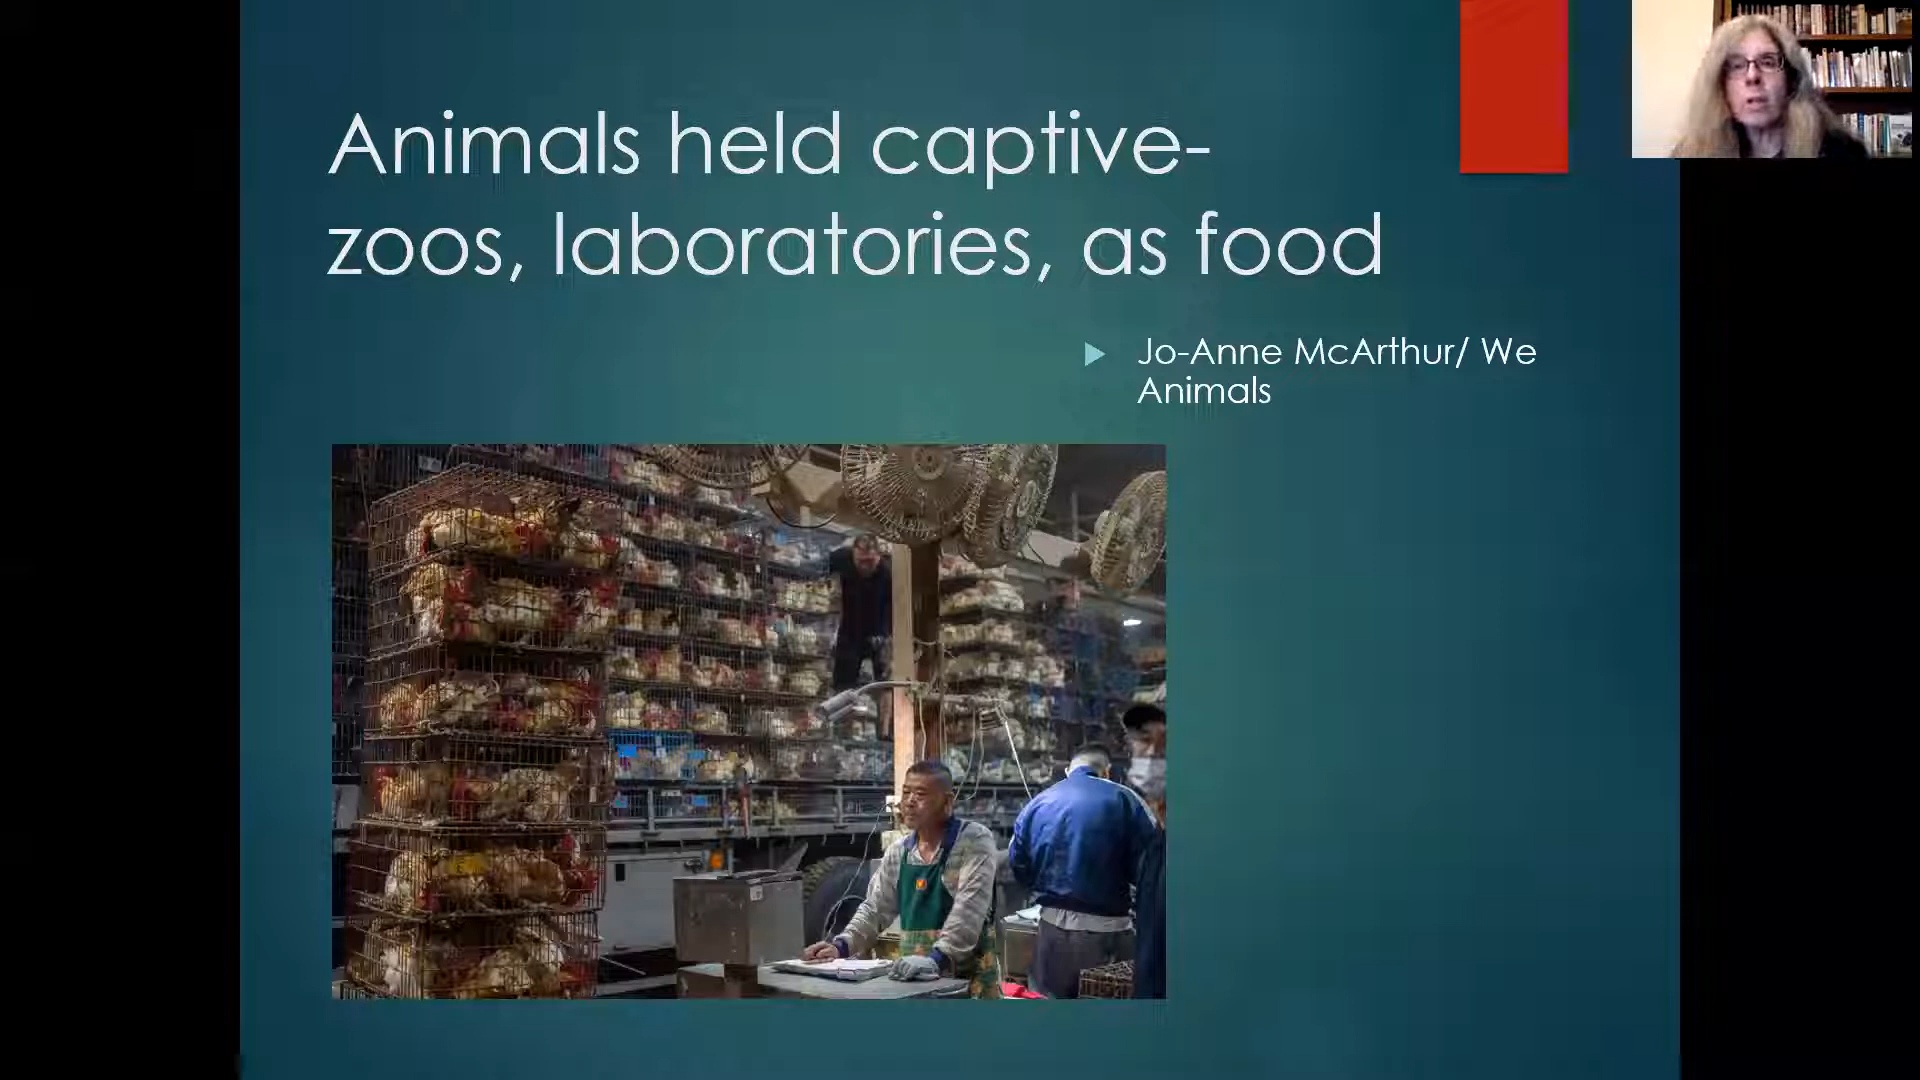 Animals held captive-
zoos, laboratories, as food
Jo-Anne McArthur/ We
Animals